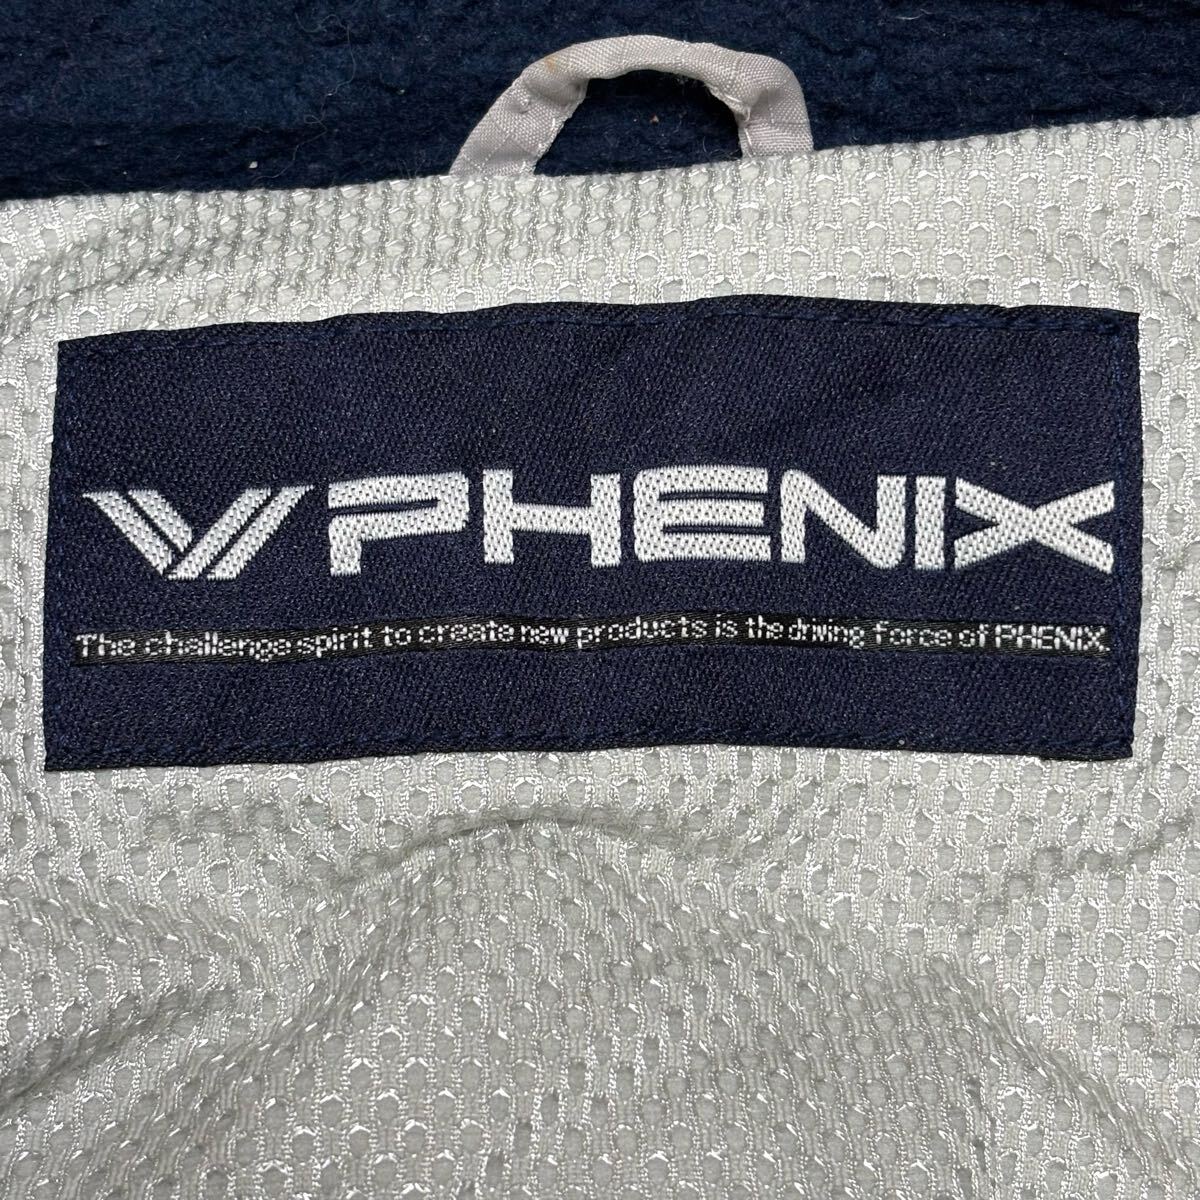 PHENIX
The challenge spirit to create new products is the driving force of PHENIX.